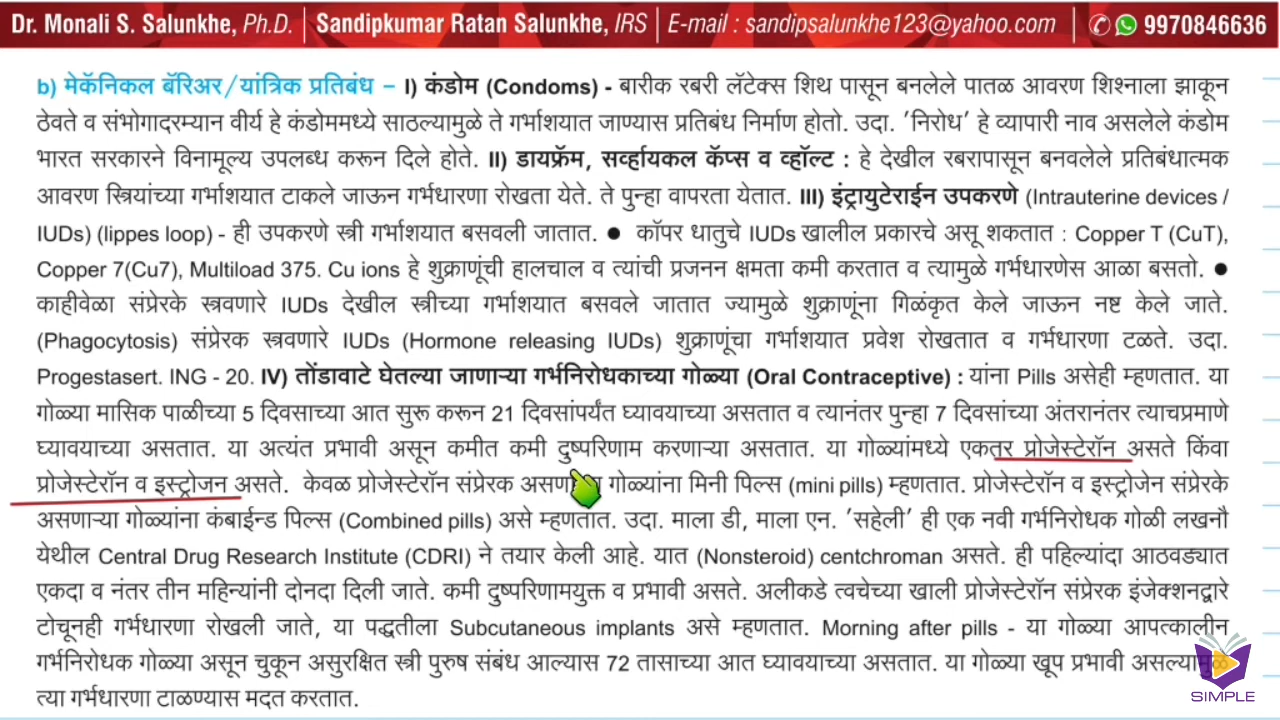 Dr. Monali S. Salunkhe, Ph.D. | Sandipkumar Ratan Salunkhe, IRS | E-mail : sandipsalunkhe123@yahoo.com | 9970846636
b) मेकॅनिकल बॅरिअर/यांत्रिक प्रतिबंध – I) कंडोम (Condoms) - बारीक रबरी लॅटेक्स शिथ पासून बनलेले पातळ आवरण शिश्नाला झाकून
ठेवते व संभोगादरम्यान वीर्य हे कंडोममध्ये साठल्यामुळे ते गर्भाशयात जाण्यास प्रतिबंध निर्माण होतो. उदा. 'निरोध' हे व्यापारी नाव असलेले कंडोम
भारत सरकारने विनामूल्य उपलब्ध करून दिले होते. II) डायफ्रॅम, सर्व्हायकल कॅप्स व व्हॉल्ट : हे देखील रबरापासून बनवलेले प्रतिबंधात्मक
आवरण स्त्रियांच्या गर्भाशयात टाकले जाऊन गर्भधारणा रोखता येते. ते पुन्हा वापरता येतात. III) इंट्रायुटेराईन उपकरणे (Intrauterine devices /
IUDs) (lippes loop) - ही उपकरणे स्त्री गर्भाशयात बसवली जातात. ● कॉपर धातुचे IUDs खालील प्रकारचे असू शकतात : Copper T (CuT),
Copper 7(Cu7), Multiload 375. Cu ions हे शुक्राणूंची हालचाल व त्यांची प्रजनन क्षमता कमी करतात व त्यामुळे गर्भधारणेस आळा बसतो. ●
काहीवेळा संप्रेरके स्त्रवणारे IUDs देखील स्त्रीच्या गर्भाशयात बसवले जातात ज्यामुळे शुक्राणूंना गिळंकृत केले जाऊन नष्ट केले जाते.
(Phagocytosis) संप्रेरक स्त्रवणारे IUDs (Hormone releasing IUDs) शुक्राणूंचा गर्भाशयात प्रवेश रोखतात व गर्भधारणा टळते. उदा.
Progestasert. ING - 20. IV) तोंडावाटे घेतल्या जाणाऱ्या गर्भनिरोधकाच्या गोळ्या (Oral Contraceptive) : यांना Pills असेही म्हणतात. या
गोळ्या मासिक पाळीच्या 5 दिवसाच्या आत सुरू करून 21 दिवसांपर्यंत घ्यावयाच्या असतात व त्यानंतर पुन्हा 7 दिवसांच्या अंतरानंतर त्याचप्रमाणे
घ्यावयाच्या असतात. या अत्यंत प्रभावी असून कमीत कमी दुष्परिणाम करणाऱ्या असतात. या गोळ्यांमध्ये एकतर प्रोजेस्टेरॉन असते किंवा
प्रोजेस्टेरॉन व इस्ट्रोजन असते. केवळ प्रोजेस्टेरॉन संप्रेरक गोळ्यांना मिनी पिल्स (mini pills) म्हणतात. प्रोजेस्टेरॉन व इस्ट्रोजेन संप्रेरके
असणाऱ्या गोळ्यांना कंबाईन्ड पिल्स (Combined pills) असे म्हणतात. उदा. माला डी, माला एन. 'सहेली' ही एक नवी गर्भनिरोधक गोळी लखनौ
येथील Central Drug Research Institute (CDRI) ने तयार केली आहे. यात (Nonsteroid) centchroman असते. ही पहिल्यांदा आठवड्यात
एकदा व नंतर तीन महिन्यांनी दोनदा दिली जाते. कमी दुष्परिणामयुक्त व प्रभावी असते. अलीकडे त्वचेच्या खाली प्रोजेस्टेरॉन संप्रेरक इंजेक्शनद्वारे
टोचूनही गर्भधारणा रोखली जाते, या पद्धतीला Subcutaneous implants असे म्हणतात. Morning after pills - या गोळ्या आपत्कालीन
गर्भनिरोधक गोळ्या असून चुकून असुरक्षित स्त्री पुरुष संबंध आल्यास 72 तासाच्या आत घ्यावयाच्या असतात. या गोळ्या खूप प्रभावी असल्यामुळे
त्या गर्भधारणा टाळण्यास मदत करतात.
SIMPLE